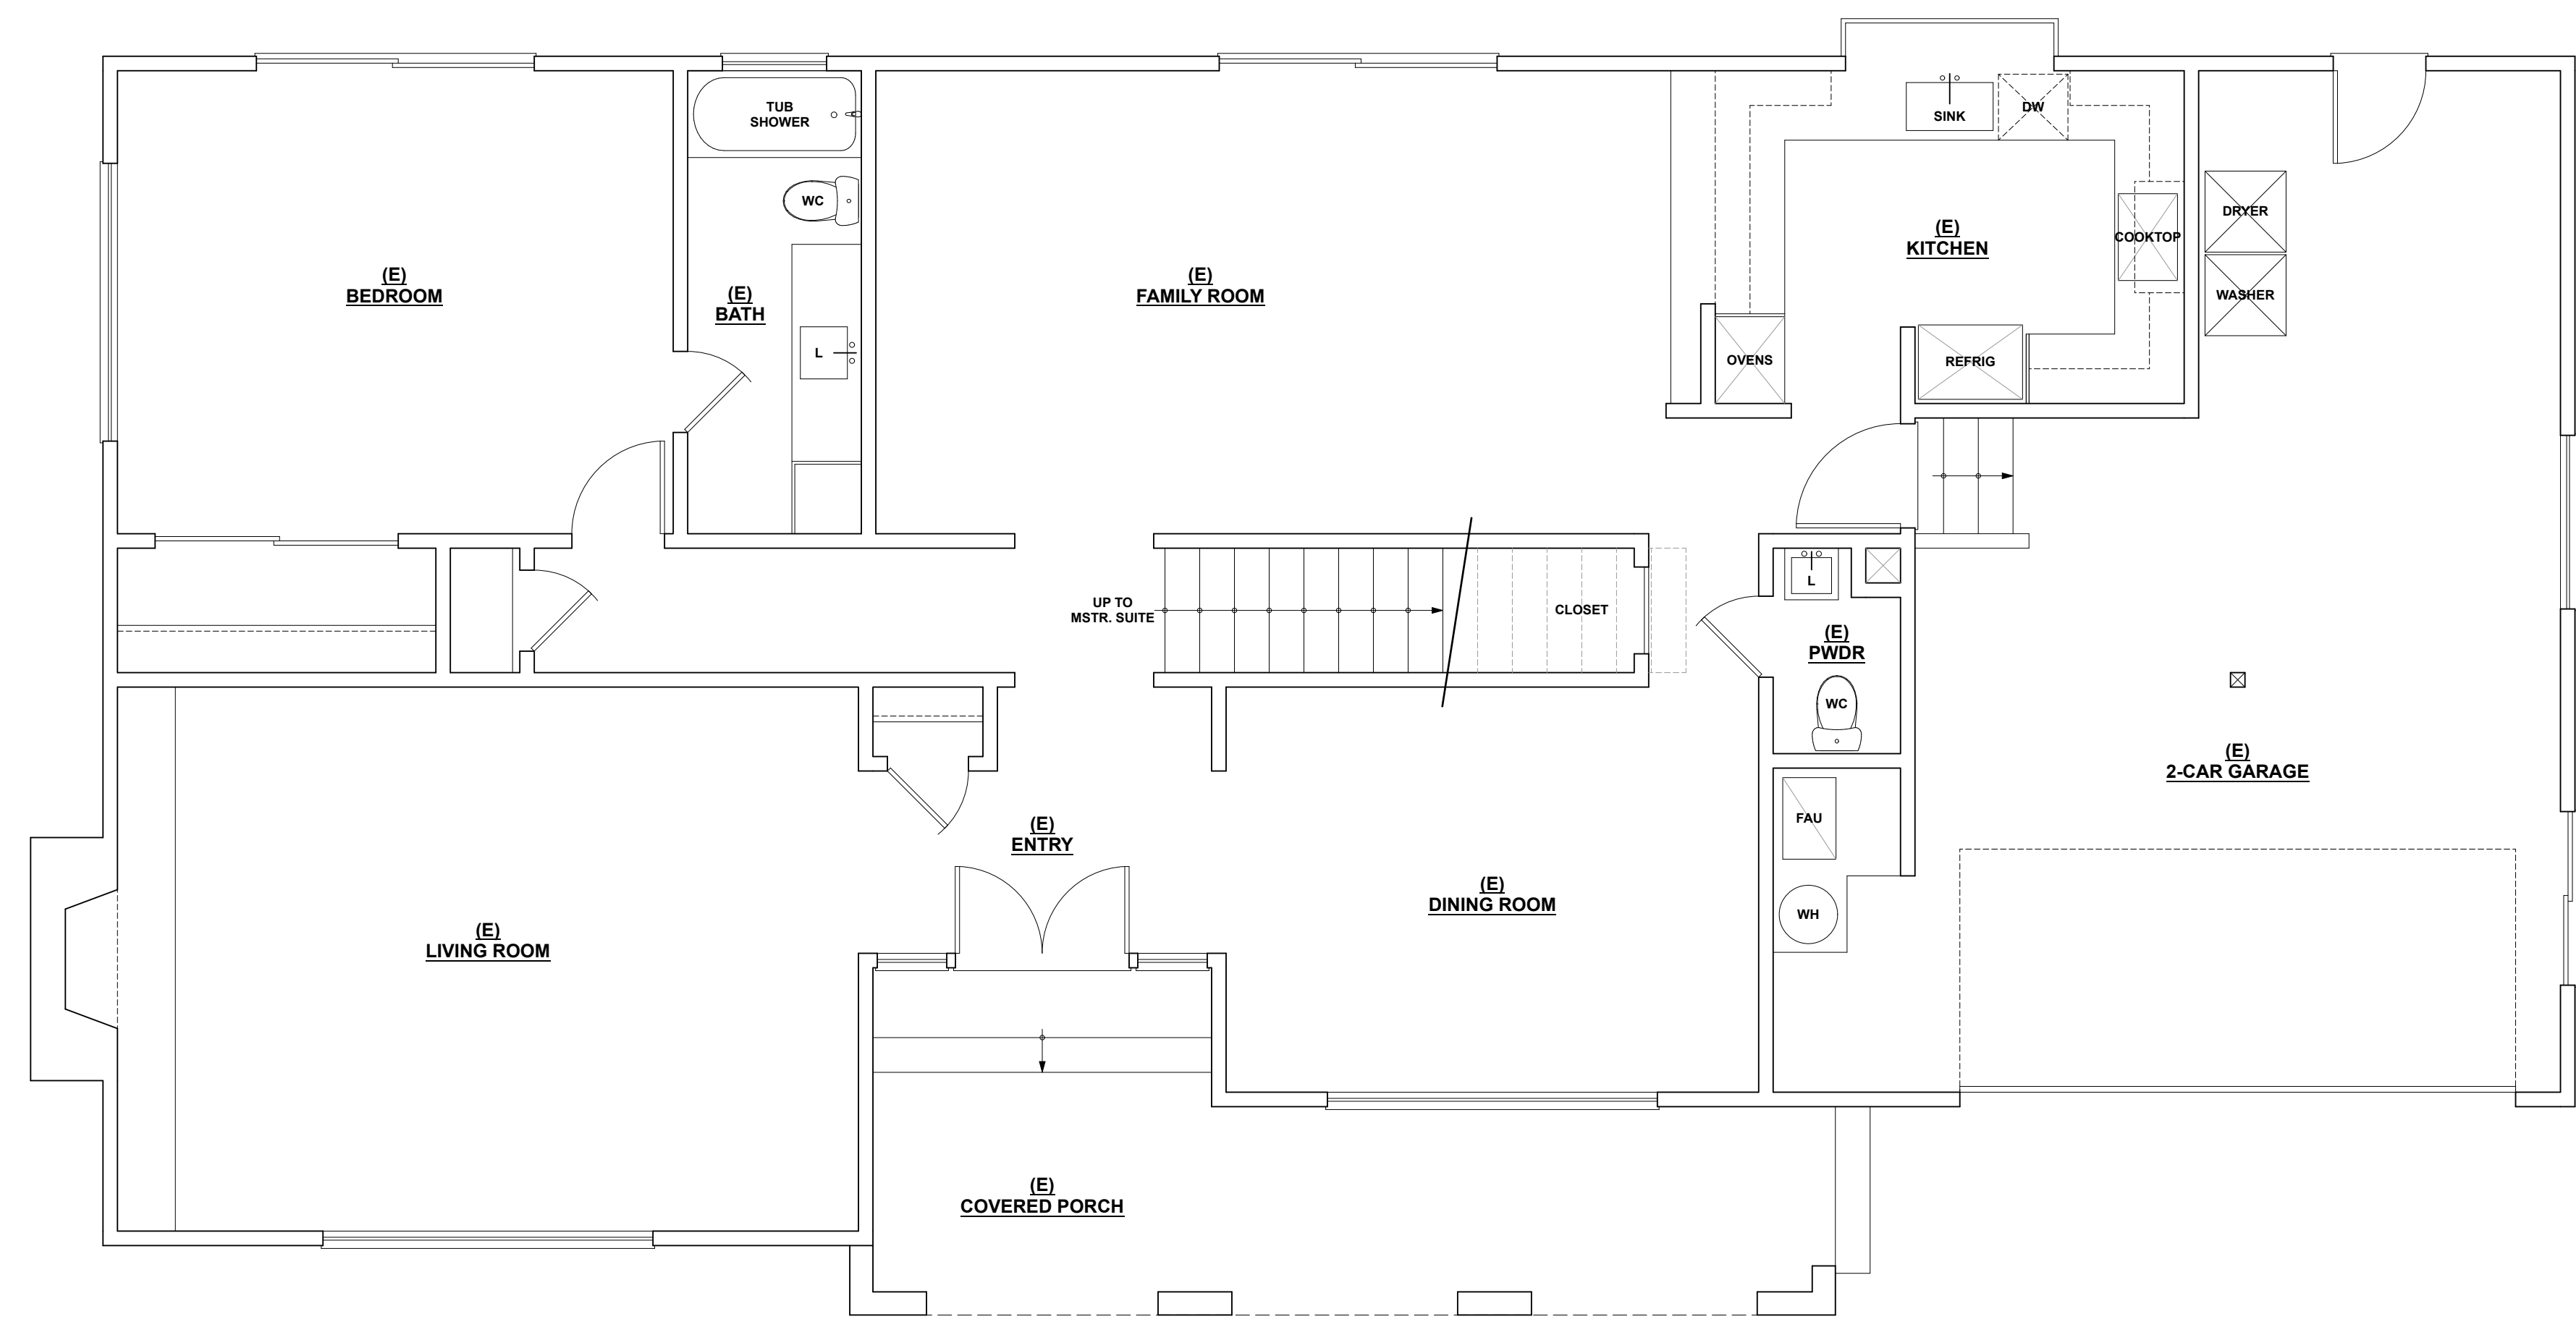 TUB
SHOWER
SINK
DW
WC
DRYER
(E)
KITCHEN
COOKTOP
(E)
BEDROOM
(E)
BATH
(E)
FAMILY ROOM
WASHER
L
OVENS
REFRIG
UP TO
MSTR. SUITE
CLOSET
L
(E)
PWDR
WC
(E)
2-CAR GARAGE
(E)
ENTRY
FAU
(E)
DINING ROOM
WH
(E)
LIVING ROOM
(E)
COVERED PORCH